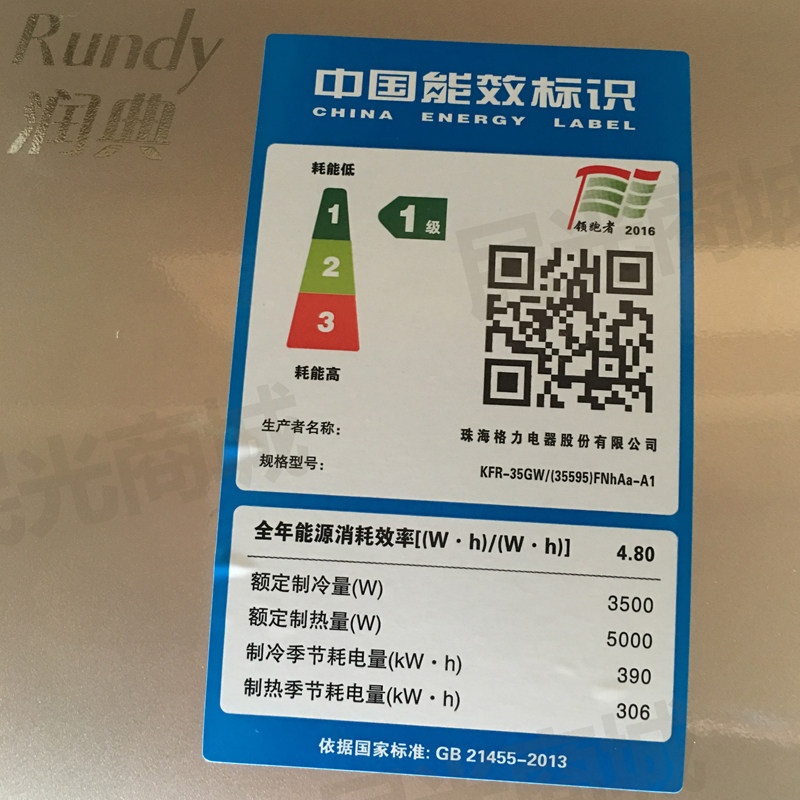 Rundy
润典
中国能效标识
CHINA ENERGY LABEL
耗能低
1
2
3
耗能高
1级
领跑者 2016
生产者名称: 珠海格力电器股份有限公司
规格型号: KFR-35GW/(35595)FNhAa-A1
全年能源消耗效率[(W·h)/(W·h)] 4.80
额定制冷量(W) 3500
额定制热量(W) 5000
制冷季节耗电量(kW·h) 390
制热季节耗电量(kW·h) 306
依据国家标准: GB 21455-2013
民光商城